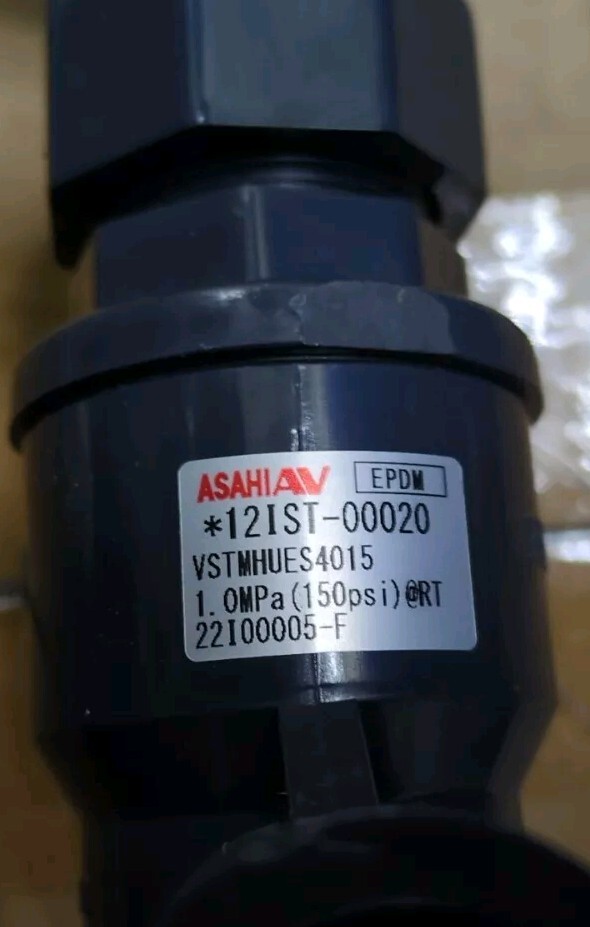 ASAHI AV EPDM
*12IST-00020
VSTMHUES4015
1.0MPa(150psi)@RT
22I00005-F